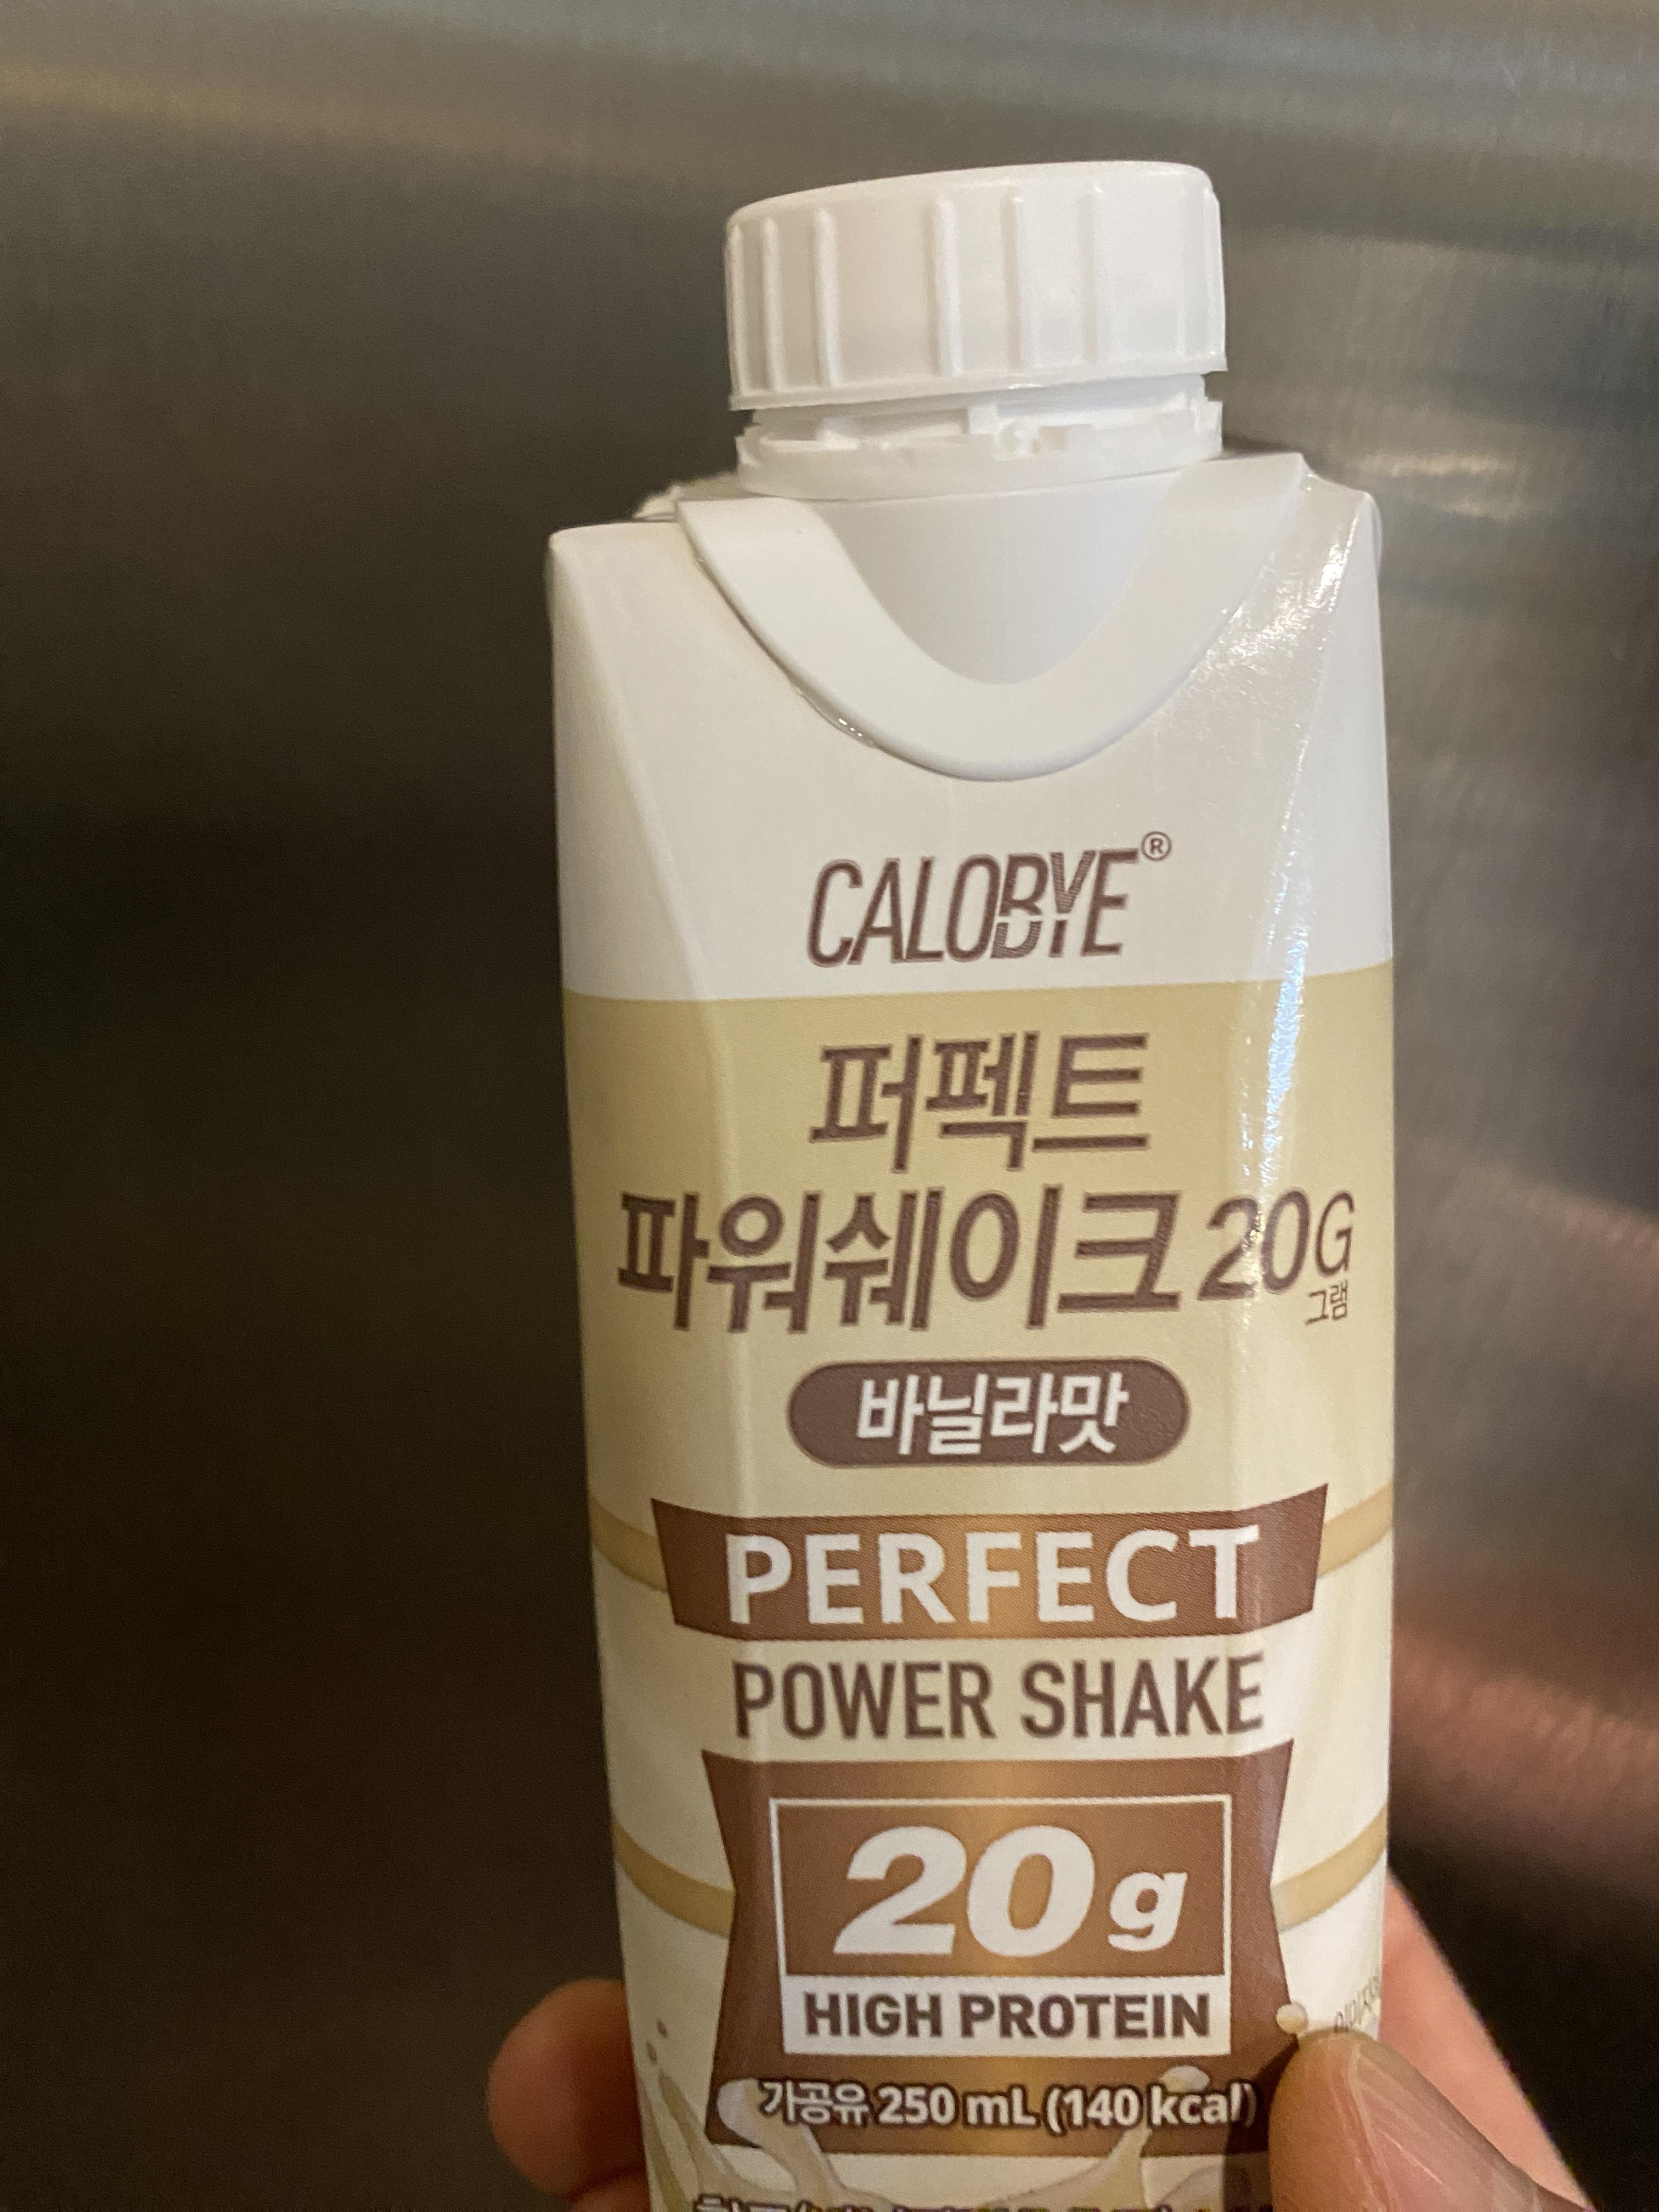 CALOBYE®
퍼펙트
파워쉐이크 20G
그램
바닐라맛
PERFECT
POWER SHAKE
20g
HIGH PROTEIN
가공유 250 mL (140 kcal)